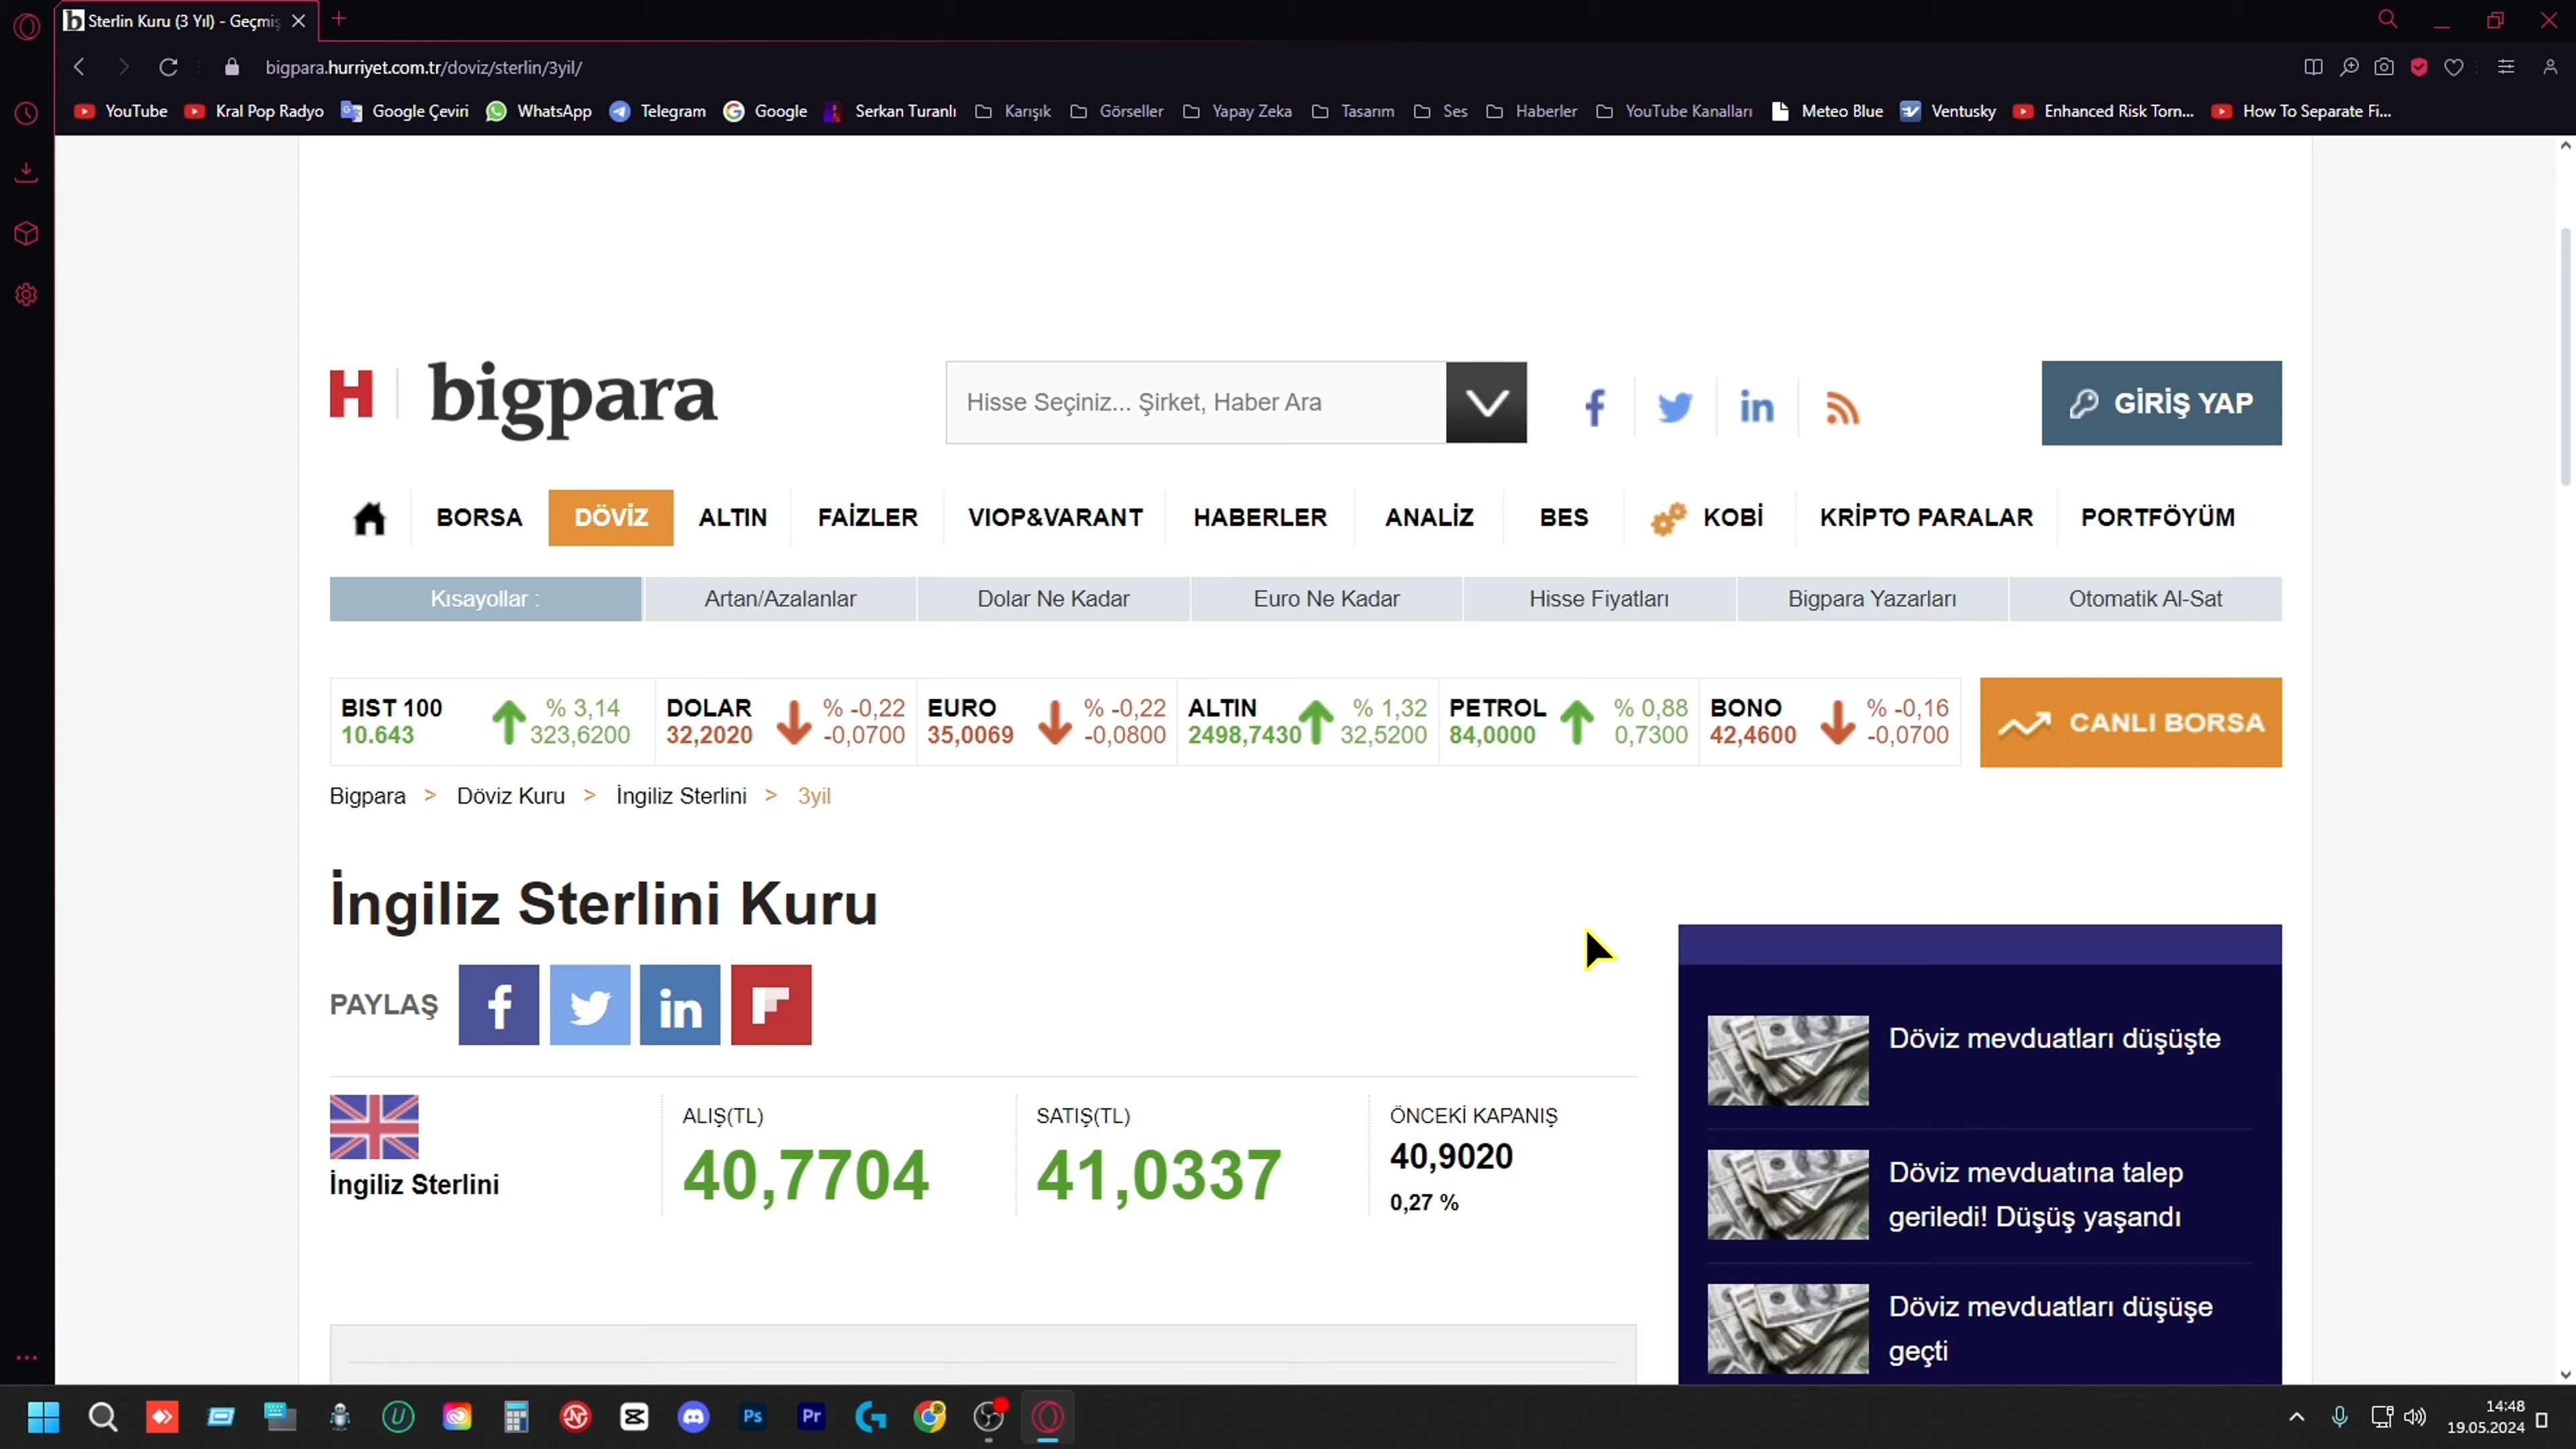 Sterlin Kuru (3 Yıl) - Geçmiş
bigpara.hurriyet.com.tr/doviz/sterlin/3yil/
YouTube Kral Pop Radyo Google Çeviri WhatsApp Telegram Google Serkan Turanlı Karışık Görseller Yapay Zeka Tasarım Ses Haberler YouTube Kanalları Meteo Blue Ventusky Enhanced Risk Torn... How To Separate Fi...
H bigpara
Hisse Seçiniz... Şirket, Haber Ara
GİRİŞ YAP
BORSA DÖVİZ ALTIN FAİZLER VIOP&VARANT HABERLER ANALİZ BES KOBİ KRİPTO PARALAR PORTFÖYÜM
Kısayollar : Artan/Azalanlar Dolar Ne Kadar Euro Ne Kadar Hisse Fiyatları Bigpara Yazarları Otomatik Al-Sat
BIST 100 % 3,14 DOLAR % -0,22 EURO % -0,22 ALTIN % 1,32 PETROL % 0,88 BONO % -0,16
10.643 323,6200 32,2020 -0,0700 35,0069 -0,0800 2498,7430 32,5200 84,0000 0,7300 42,4600 -0,0700
CANLI BORSA
Bigpara > Döviz Kuru > İngiliz Sterlini > 3yil
İngiliz Sterlini Kuru
PAYLAŞ
İngiliz Sterlini
ALIŞ(TL)
40,7704
SATIŞ(TL)
41,0337
ÖNCEKİ KAPANIŞ
40,9020
0,27 %
Döviz mevduatları düşüşte
Döviz mevduatına talep
geriledi! Düşüş yaşandı
Döviz mevduatları düşüşe
geçti
Ps Pr
14:48
19.05.2024